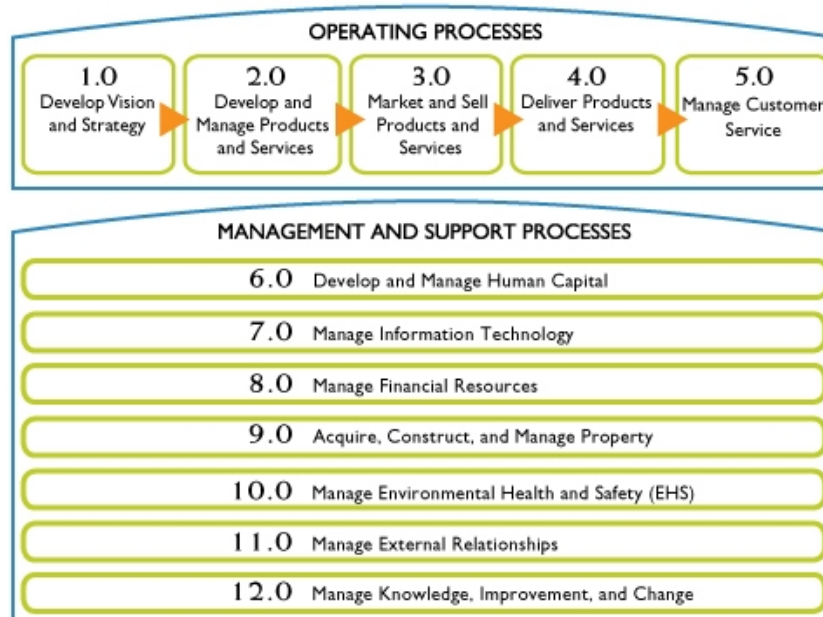 OPERATING PROCESSES
1.0
Develop Vision
and Strategy
2.0
Develop and
Manage Products
and Services
3.0
Market and Sell
Products and
Services
4.0
Deliver Products
and Services
5.0
Manage Customer
Service
MANAGEMENT AND SUPPORT PROCESSES
6.0 Develop and Manage Human Capital
7.0 Manage Information Technology
8.0 Manage Financial Resources
9.0 Acquire, Construct, and Manage Property
10.0 Manage Environmental Health and Safety (EHS)
11.0 Manage External Relationships
12.0 Manage Knowledge, Improvement, and Change